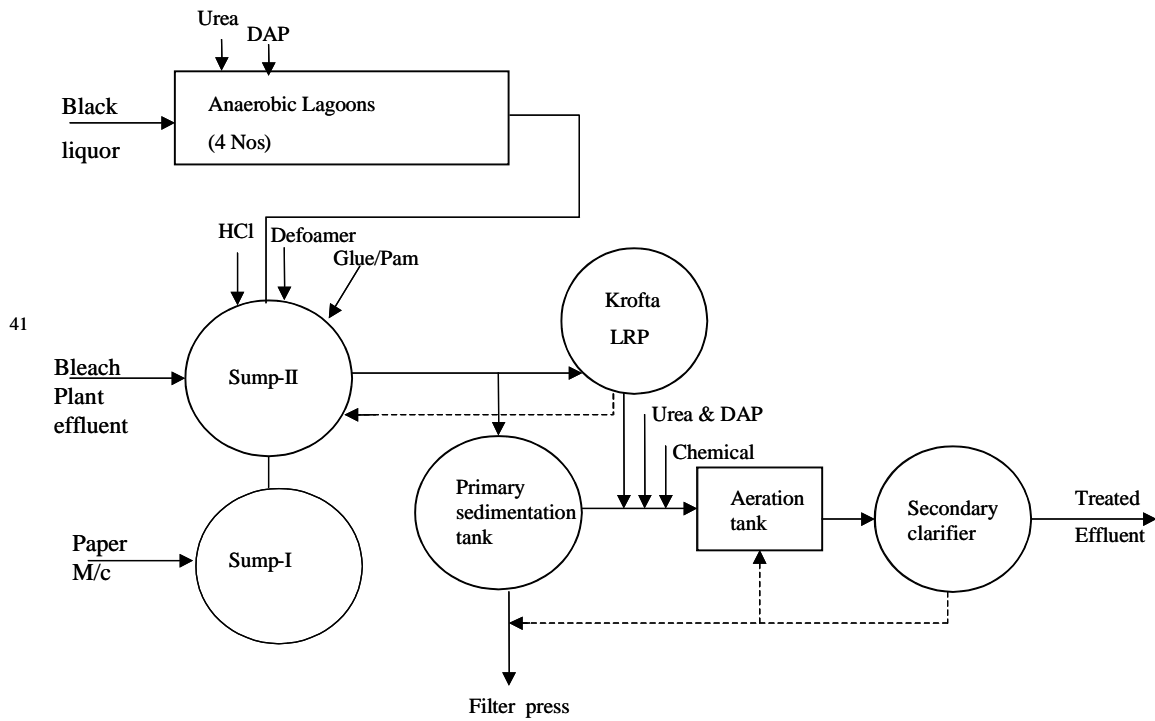 Urea
DAP
Black
liquor
Anaerobic Lagoons
(4 Nos)
HCl
Defoamer
Glue/Pam
Krofta
LRP
41
Bleach
Plant
effluent
Sump-II
Urea & DAP
Chemical
Primary
sedimentation
tank
Aeration
tank
Secondary
clarifier
Treated
Effluent
Paper
M/c
Sump-I
Filter press